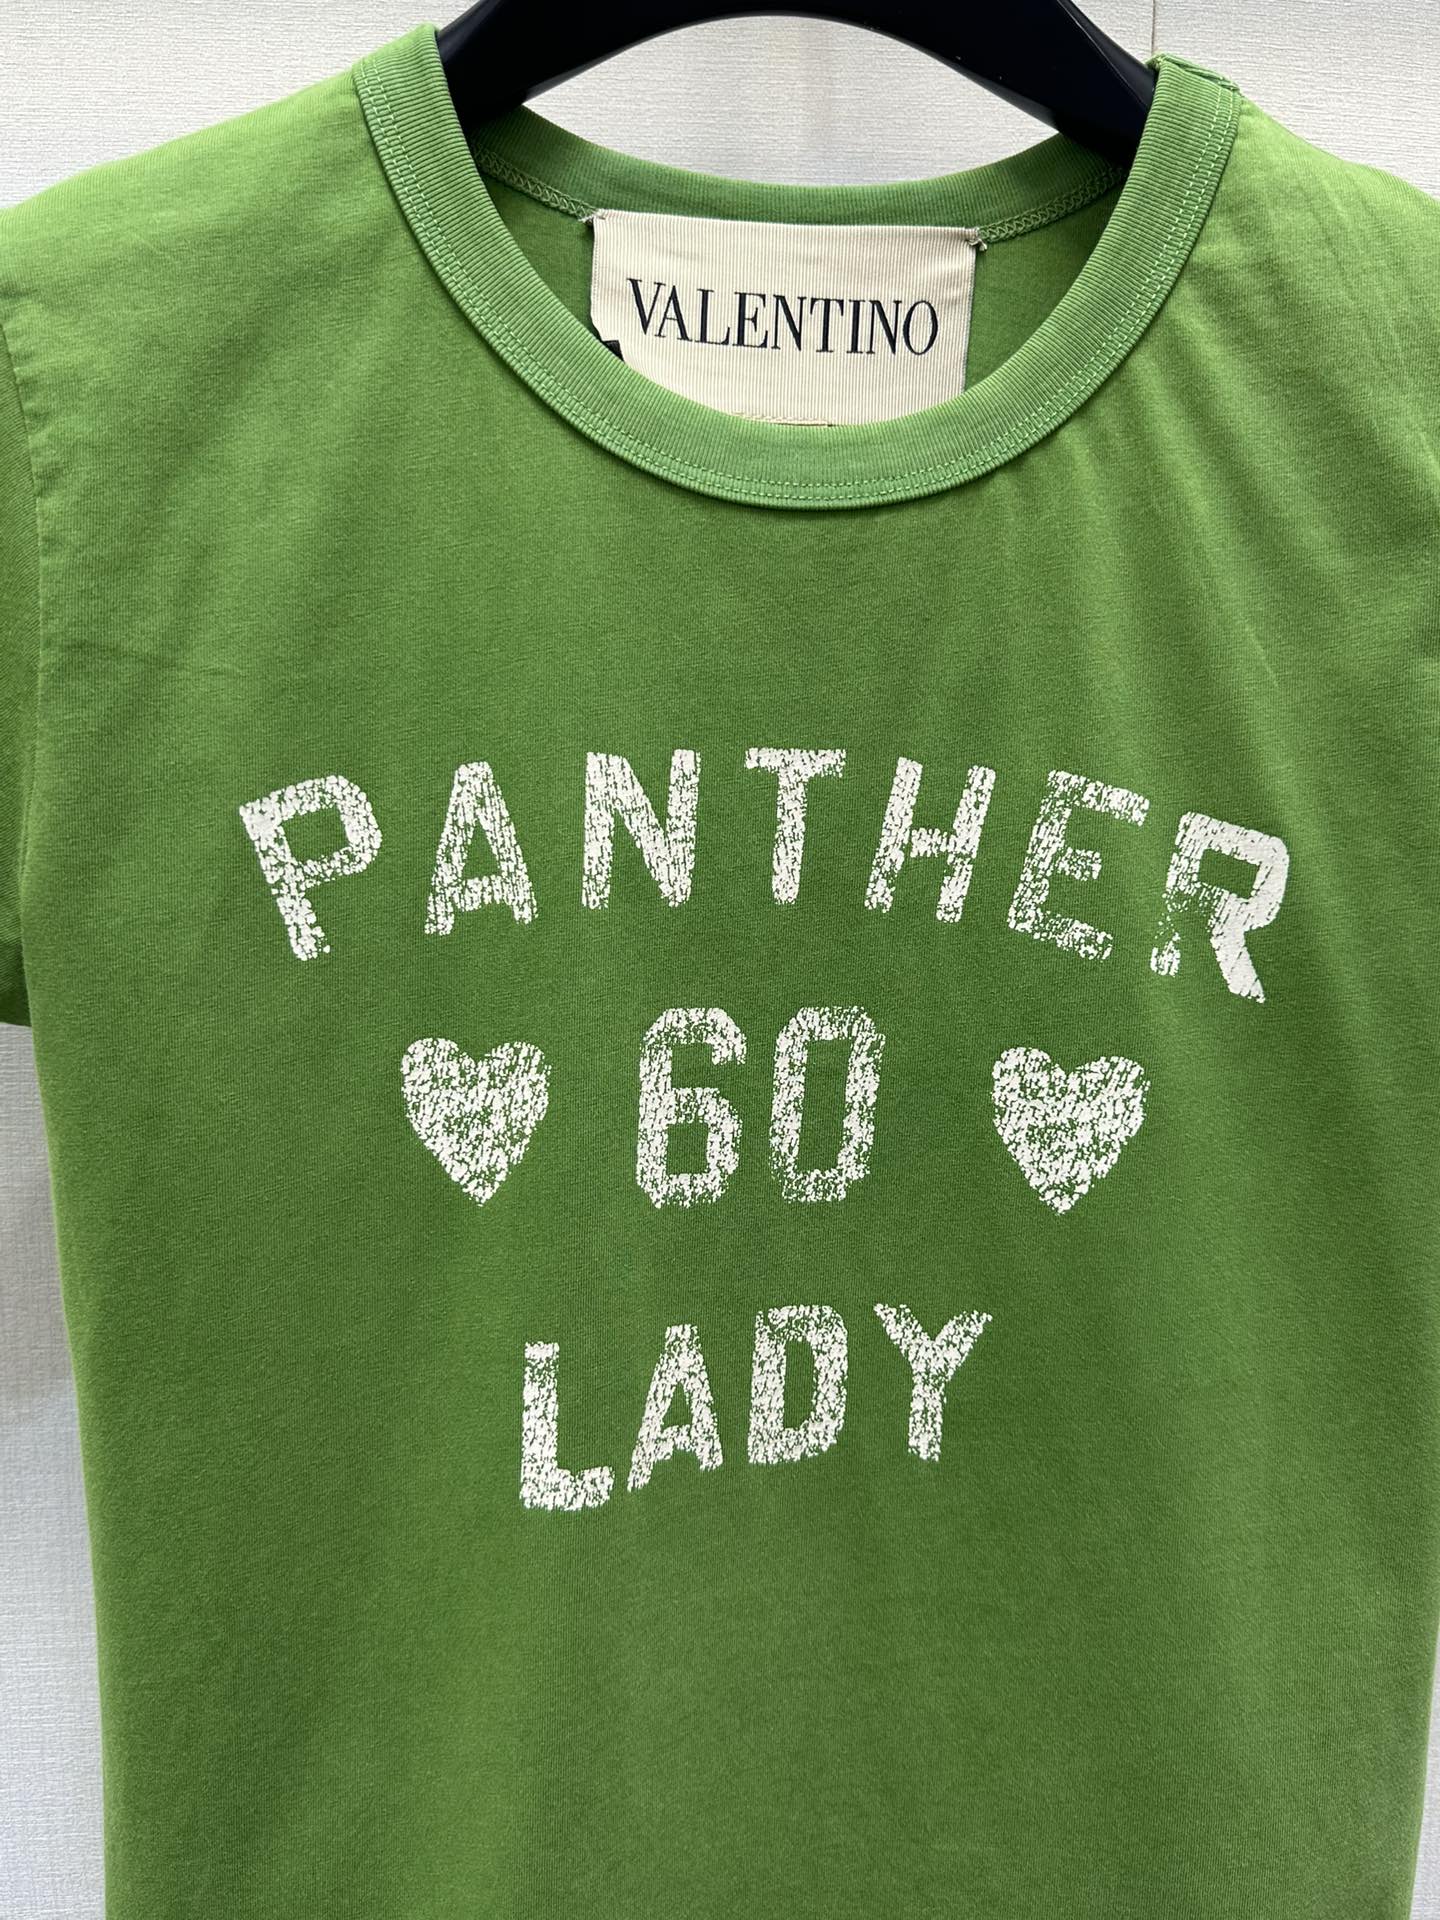 VALENTINO
PANTHER
60
LADY